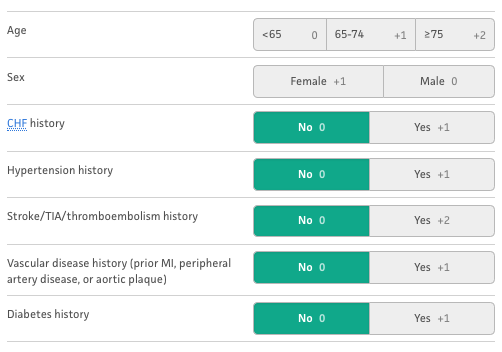 Age <65 0 65-74 +1 ≥75 +2
Sex Female +1 Male 0
CHF history No 0 Yes +1
Hypertension history No 0 Yes +1
Stroke/TIA/thromboembolism history No 0 Yes +2
Vascular disease history (prior MI, peripheral
artery disease, or aortic plaque) No 0 Yes +1
Diabetes history No 0 Yes +1